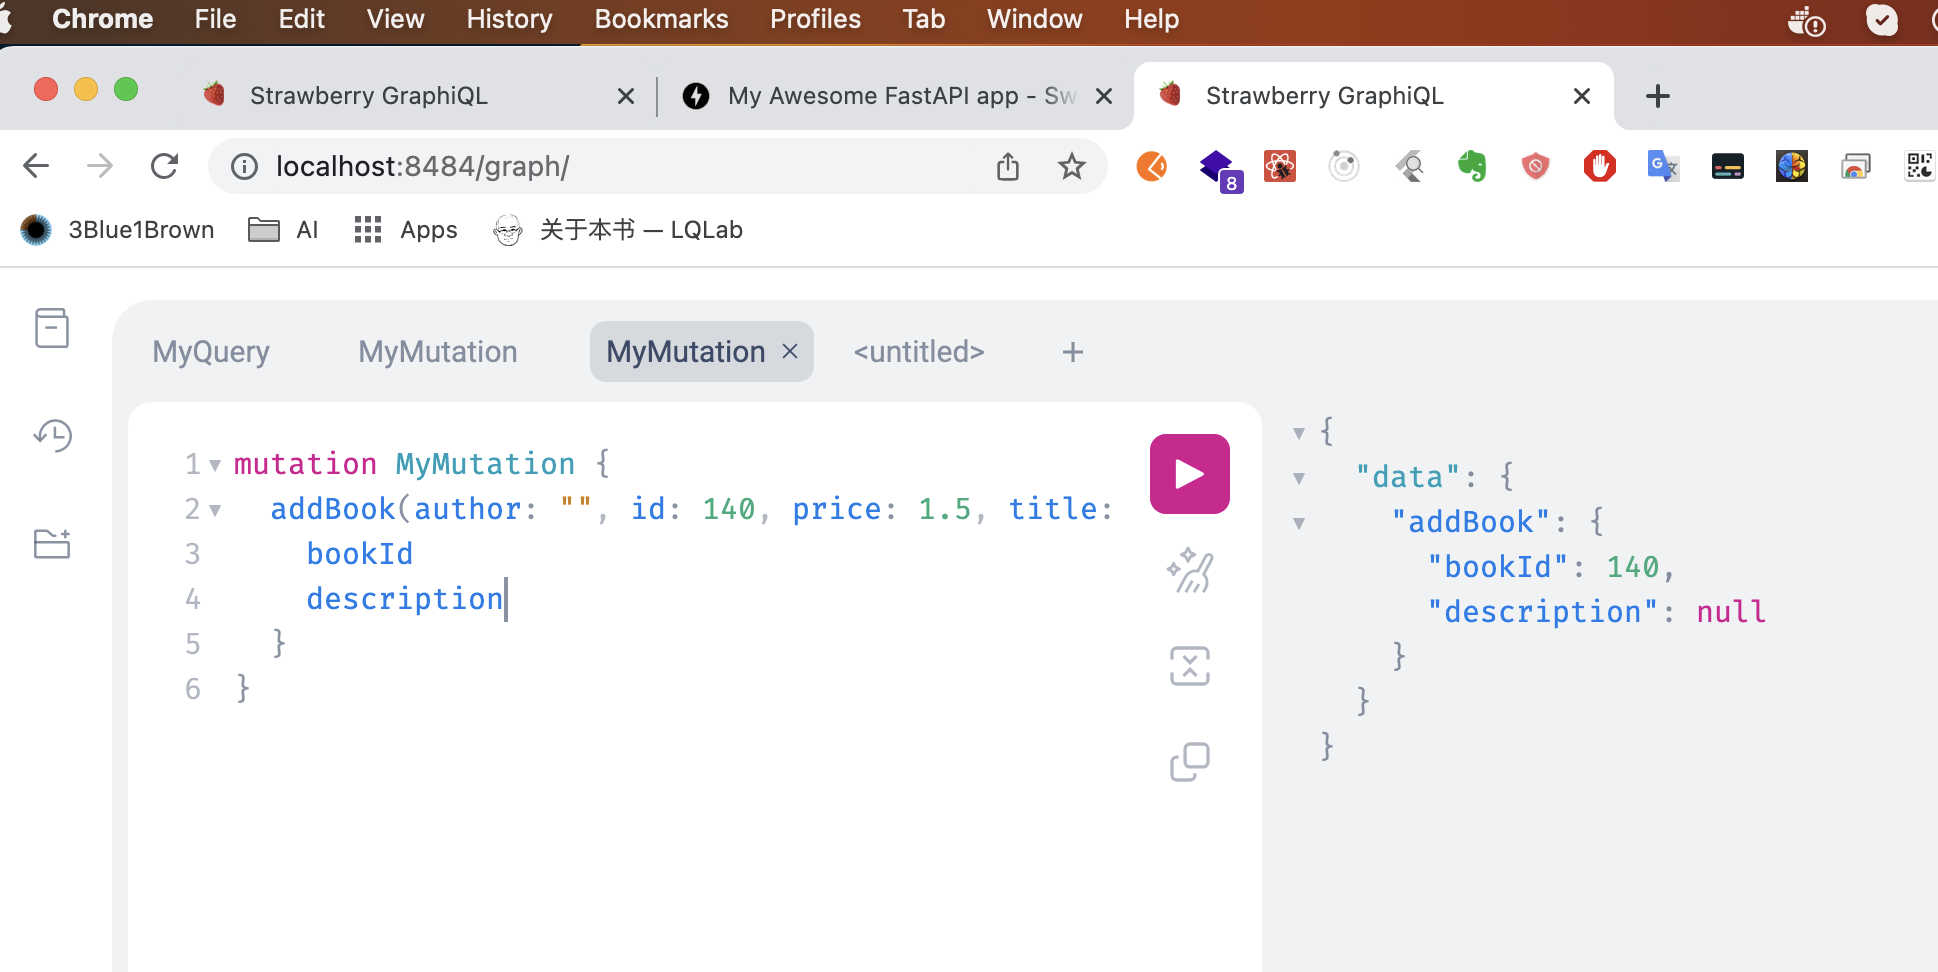 Chrome File Edit View History Bookmarks Profiles Tab Window Help
Strawberry GraphiQL My Awesome FastAPI app - Sw Strawberry GraphiQL
localhost:8484/graph/
8
3Blue1Brown AI Apps 关于本书 — LQLab
MyQuery MyMutation MyMutation <untitled>
1 mutation MyMutation {
2 addBook(author: "", id: 140, price: 1.5, title:
3 bookId
4 description
5 }
6 }
{
"data": {
"addBook": {
"bookId": 140,
"description": null
}
}
}